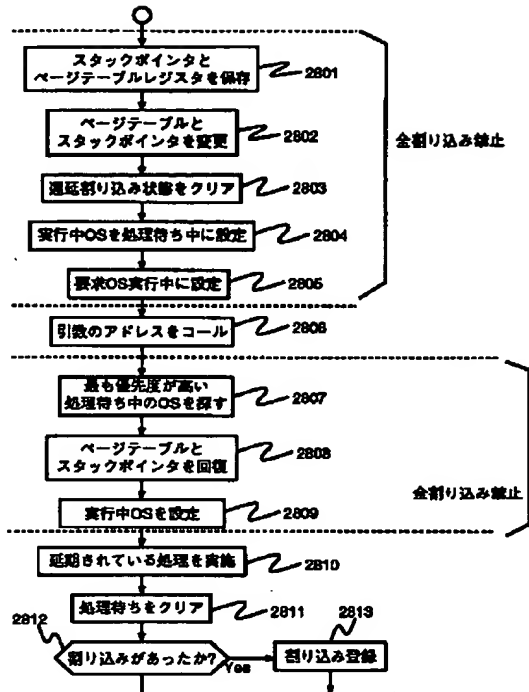 スタックポインタと
ページテーブルレジスタを保存
2801
ページテーブルと
スタックポインタを変更
2802
全割り込み禁止
遅延割り込み状態をクリア
2803
実行中OSを処理待ち中に設定
2804
要求OS実行中に設定
2805
引数のアドレスをコール
2806
最も優先度が高い
処理待ち中のOSを探す
2807
ページテーブルと
スタックポインタを回復
2808
全割り込み禁止
実行中OSを設定
2809
延期されている処理を実施
2810
処理待ちをクリア
2811
2812
割り込みがあったか?
Yes
2813
割り込み登録